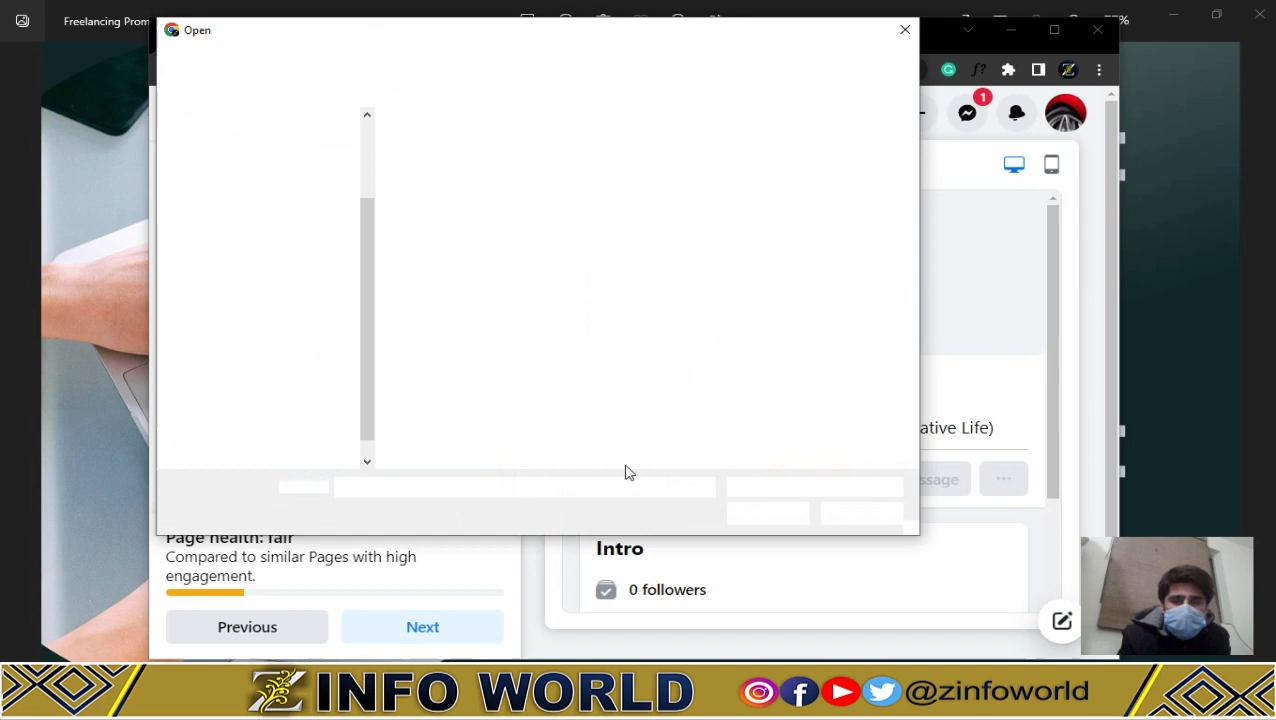 Freelancing Prom
%
Open
f?
1
ative Life)
ssage
Page health: fair
Compared to similar Pages with high
engagement.
Previous
Next
Intro
0 followers
Z INFO WORLD
@zinfoworld